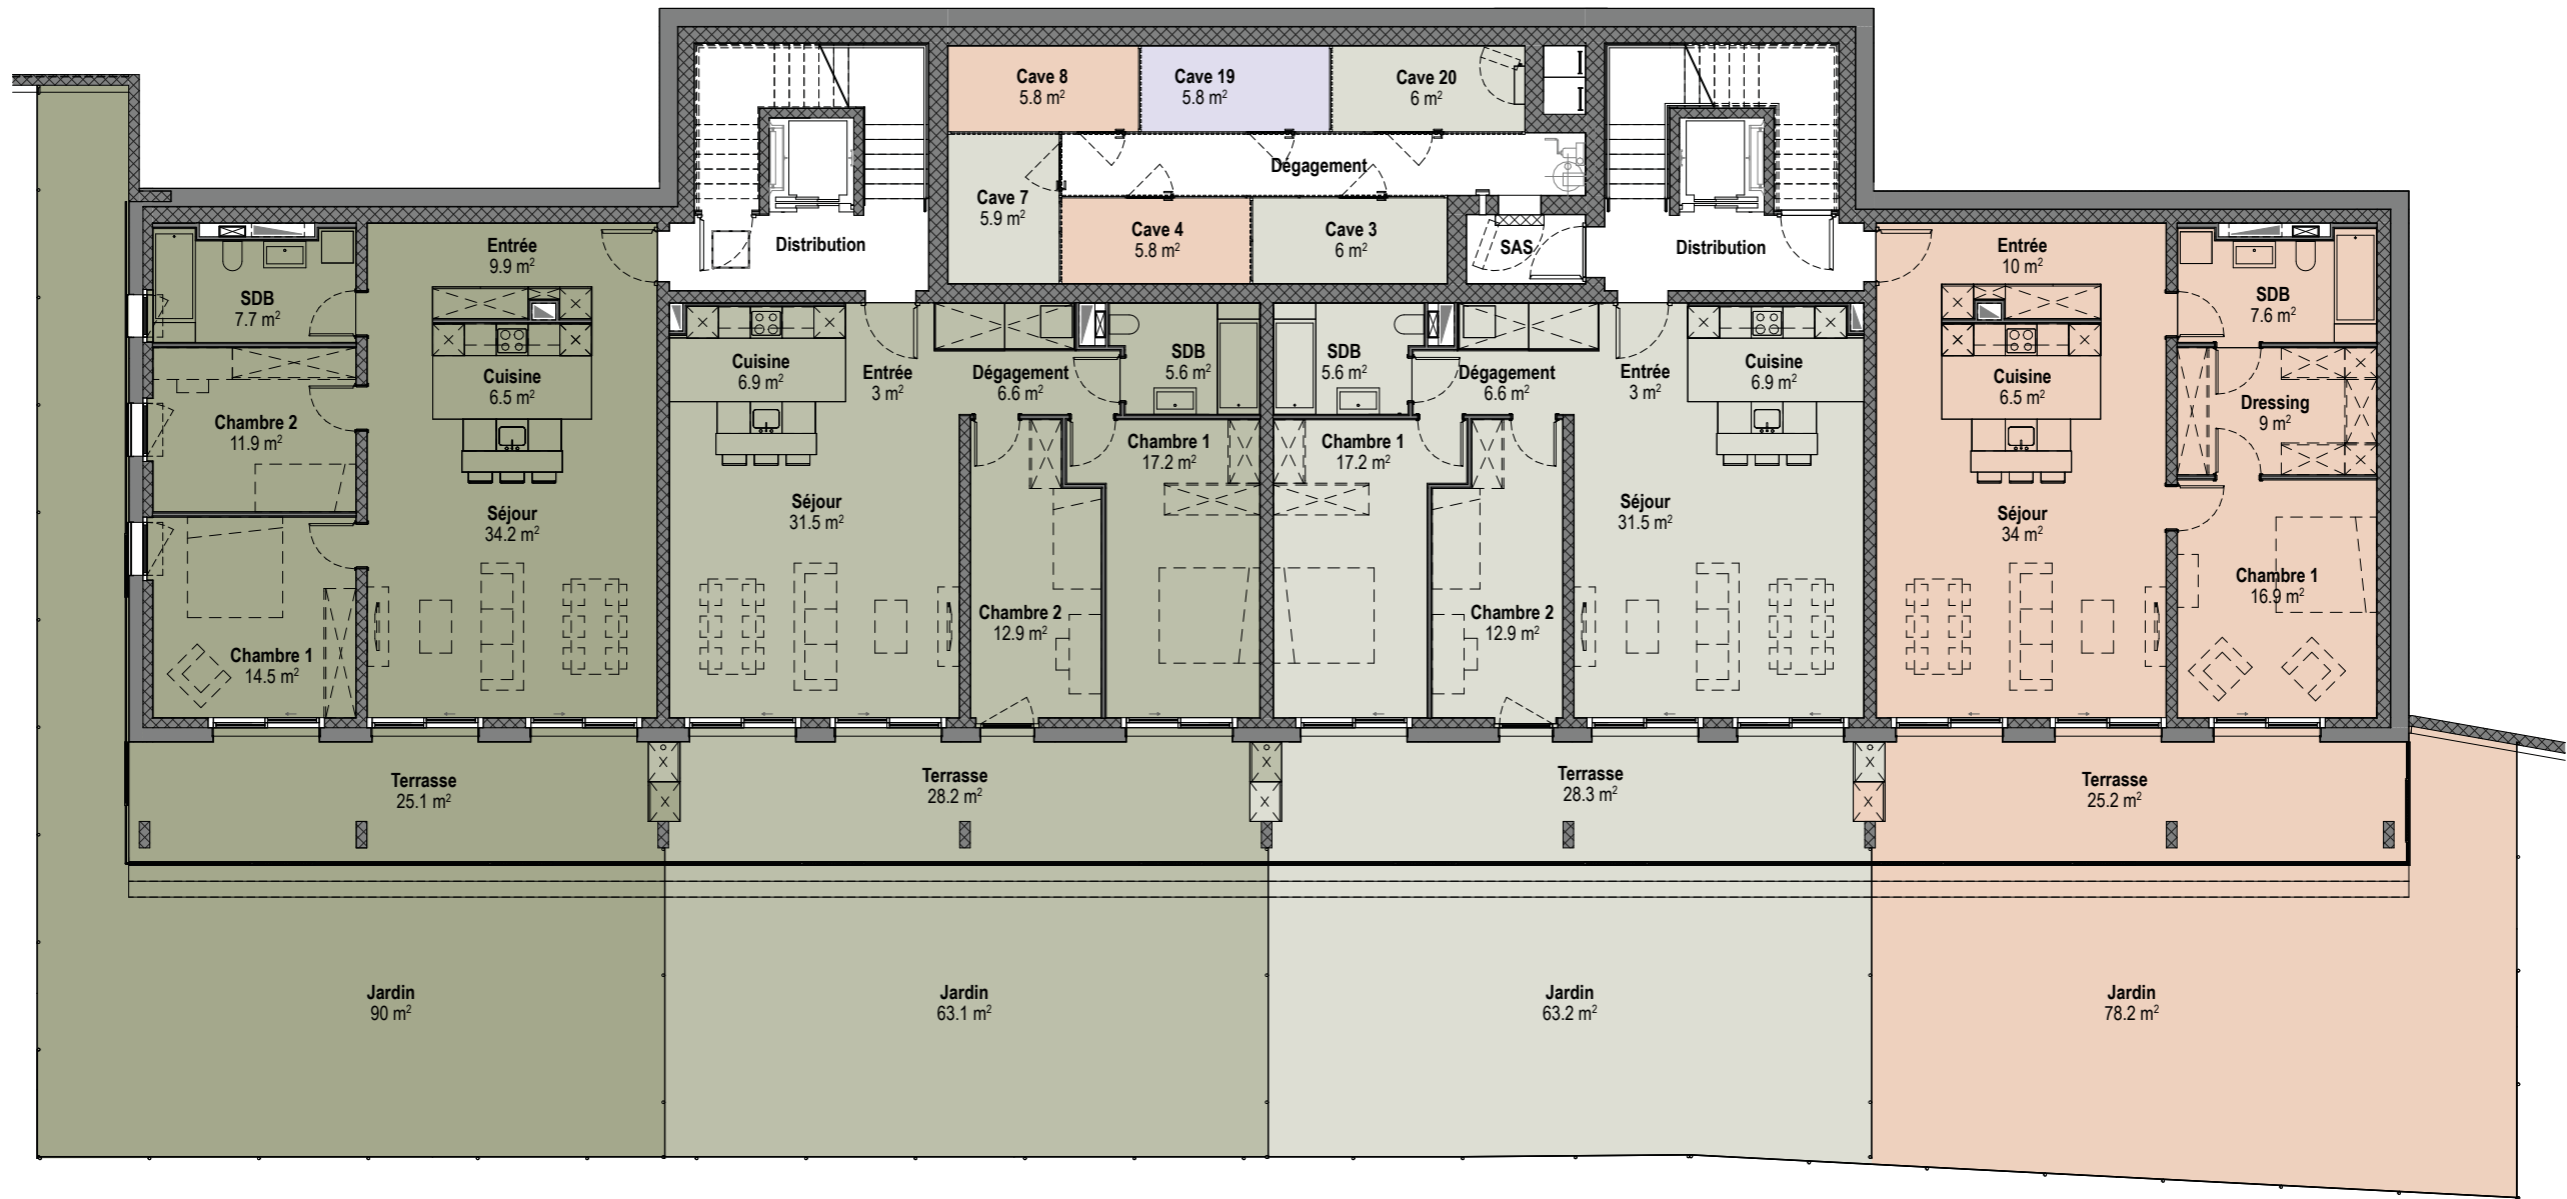 Cave 8
5.8 m²
Cave 19
5.8 m²
Cave 20
6 m²
Dégagement
Cave 7
5.9 m²
Cave 4
5.8 m²
Cave 3
6 m²
SAS
Distribution
Distribution
Entrée
9.9 m²
SDB
7.7 m²
Cuisine
6.5 m²
Chambre 2
11.9 m²
Séjour
34.2 m²
Chambre 1
14.5 m²
Cuisine
6.9 m²
Entrée
3 m²
Dégagement
6.6 m²
SDB
5.6 m²
Chambre 1
17.2 m²
Séjour
31.5 m²
Chambre 2
12.9 m²
SDB
5.6 m²
Dégagement
6.6 m²
Entrée
3 m²
Cuisine
6.9 m²
Chambre 1
17.2 m²
Séjour
31.5 m²
Chambre 2
12.9 m²
Entrée
10 m²
SDB
7.6 m²
Cuisine
6.5 m²
Dressing
9 m²
Séjour
34 m²
Chambre 1
16.9 m²
Terrasse
25.1 m²
Terrasse
28.2 m²
Terrasse
28.3 m²
Terrasse
25.2 m²
Jardin
90 m²
Jardin
63.1 m²
Jardin
63.2 m²
Jardin
78.2 m²